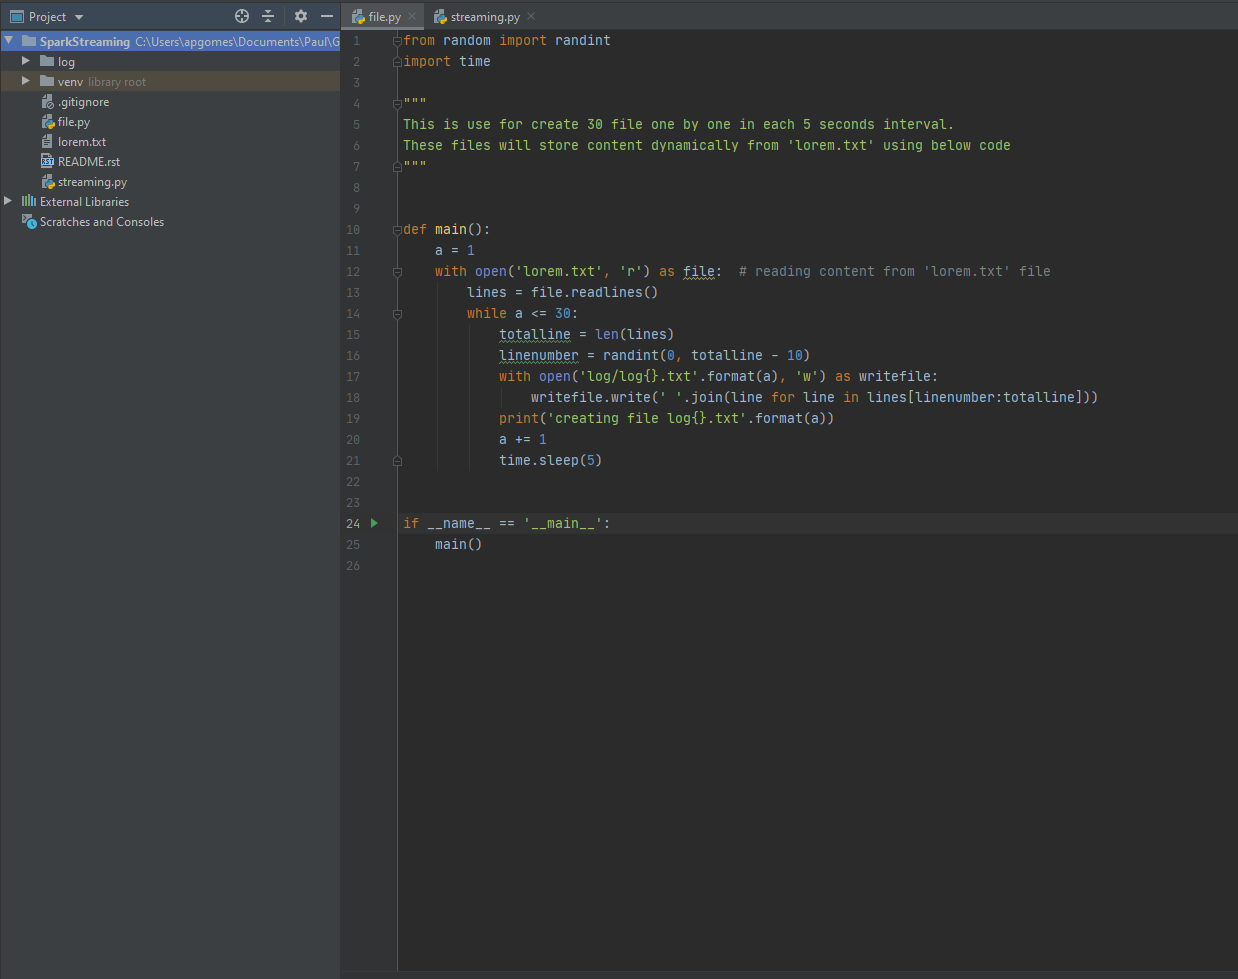 Project
SparkStreaming C:\Users\apgomes\Documents\Paul\G
log
venv library root
.gitignore
file.py
lorem.txt
README.rst
streaming.py
External Libraries
Scratches and Consoles
file.py streaming.py
1 from random import randint
2 import time
3
4 """
5 This is use for create 30 file one by one in each 5 seconds interval.
6 These files will store content dynamically from 'lorem.txt' using below code
7 """
8
9
10 def main():
11     a = 1
12     with open('lorem.txt', 'r') as file:  # reading content from 'lorem.txt' file
13         lines = file.readlines()
14         while a <= 30:
15             totalline = len(lines)
16             linenumber = randint(0, totalline - 10)
17             with open('log/log{}.txt'.format(a), 'w') as writefile:
18                 writefile.write(' '.join(line for line in lines[linenumber:totalline]))
19             print('creating file log{}.txt'.format(a))
20             a += 1
21             time.sleep(5)
22
23
24 if __name__ == '__main__':
25     main()
26